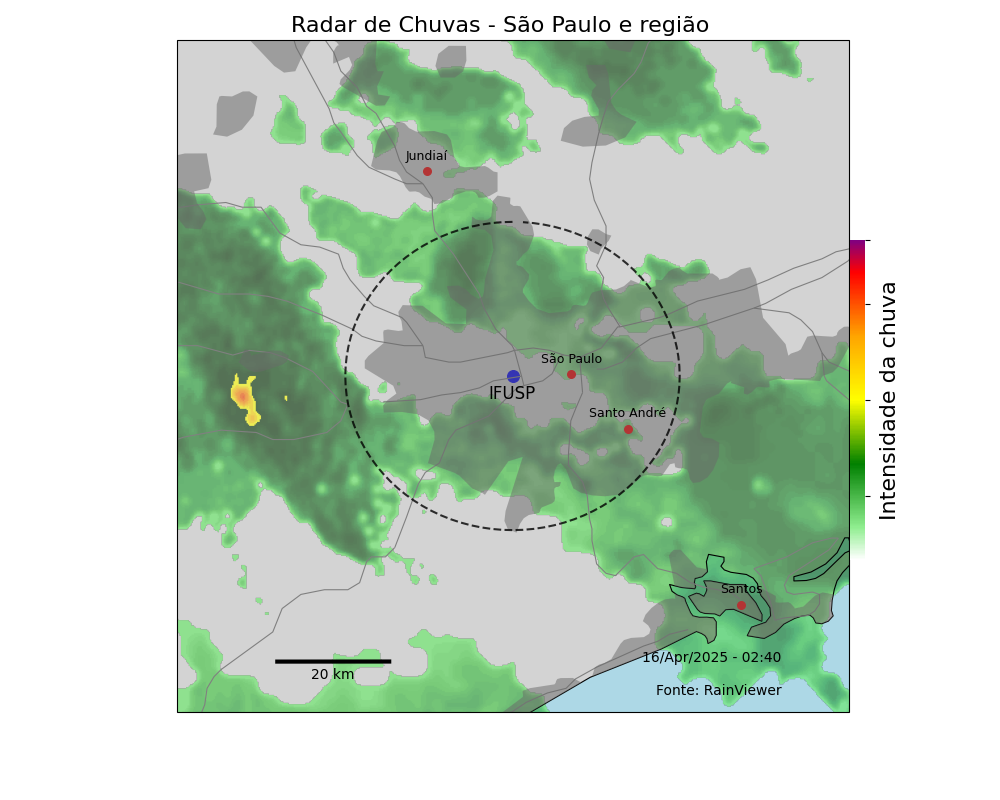 Radar de Chuvas - São Paulo e região
Jundiaí
São Paulo
IFUSP
Santo André
Intensidade da chuva
Santos
16/Apr/2025 - 02:40
20 km
Fonte: RainViewer